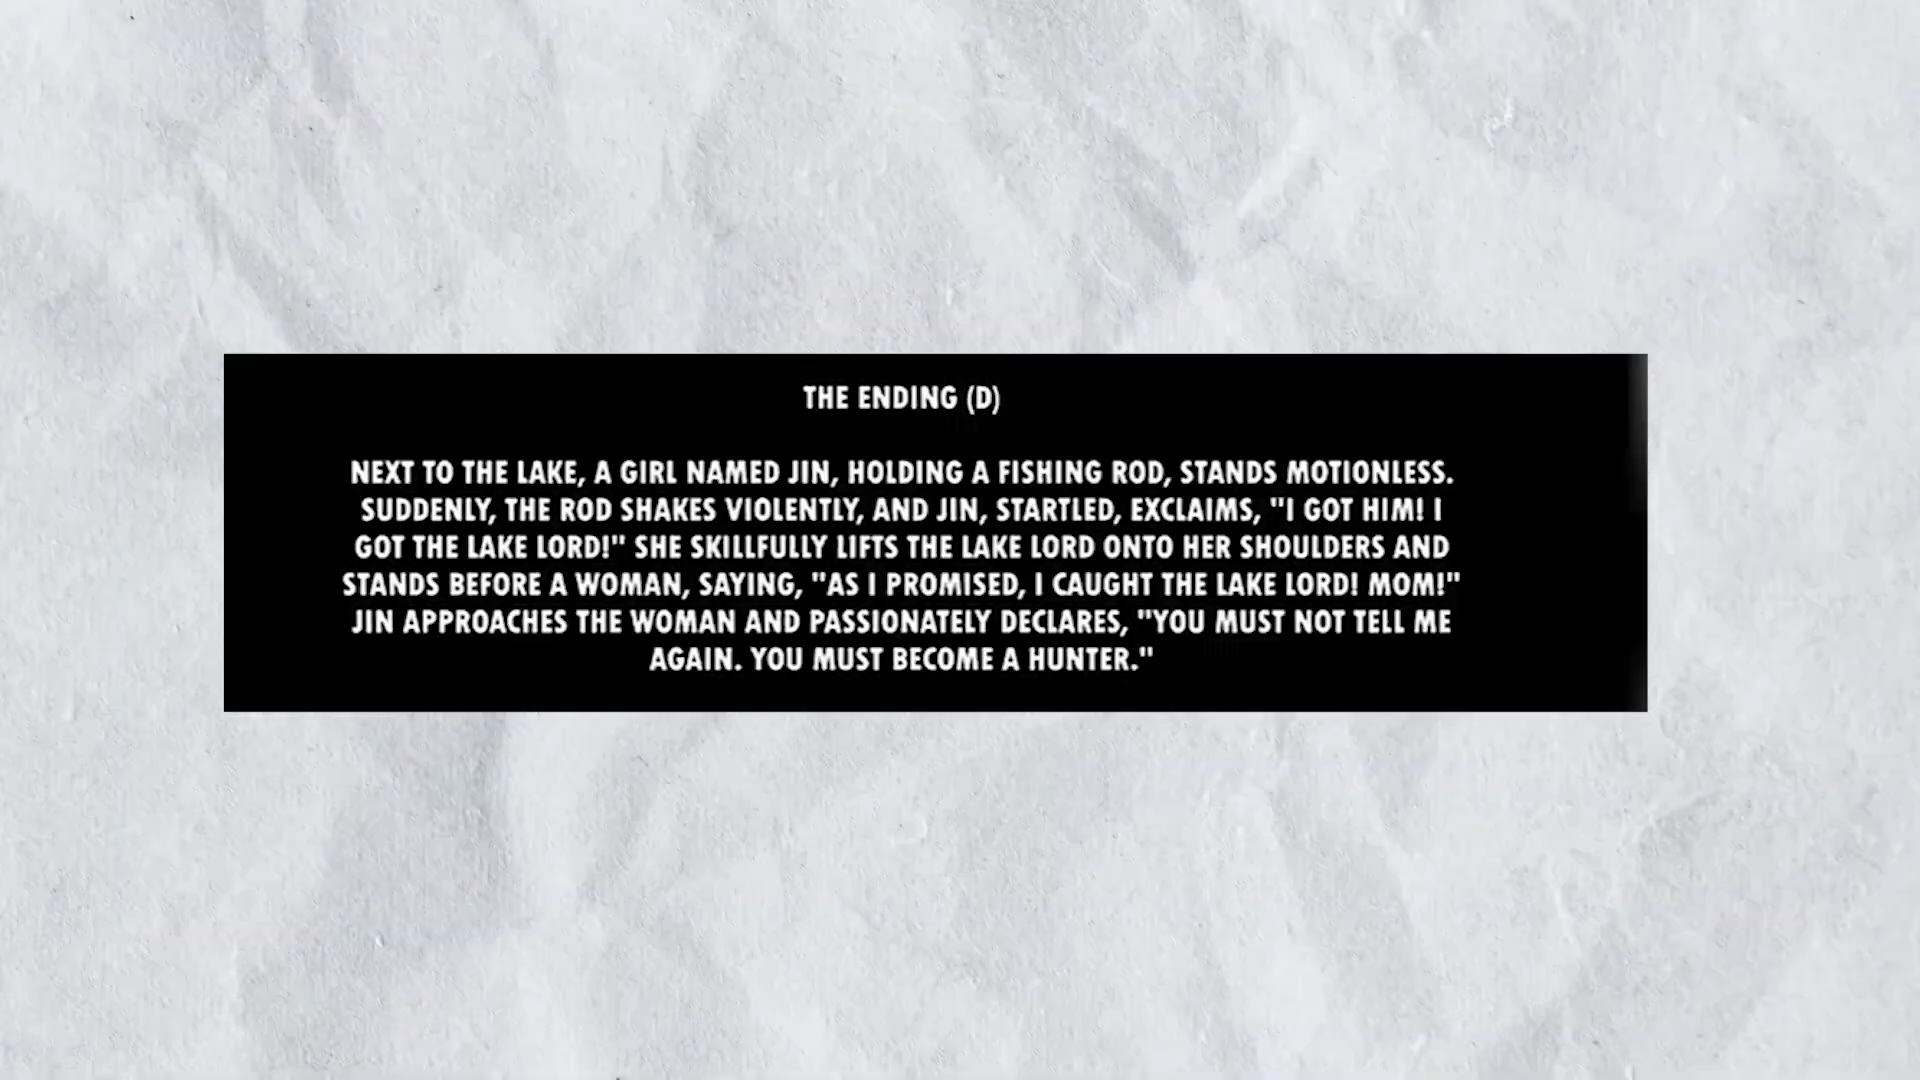 THE ENDING (D)
NEXT TO THE LAKE, A GIRL NAMED JIN, HOLDING A FISHING ROD, STANDS MOTIONLESS.
SUDDENLY, THE ROD SHAKES VIOLENTLY, AND JIN, STARTLED, EXCLAIMS, "I GOT HIM! I
GOT THE LAKE LORD!" SHE SKILLFULLY LIFTS THE LAKE LORD ONTO HER SHOULDERS AND
STANDS BEFORE A WOMAN, SAYING, "AS I PROMISED, I CAUGHT THE LAKE LORD! MOM!"
JIN APPROACHES THE WOMAN AND PASSIONATELY DECLARES, "YOU MUST NOT TELL ME
AGAIN. YOU MUST BECOME A HUNTER."